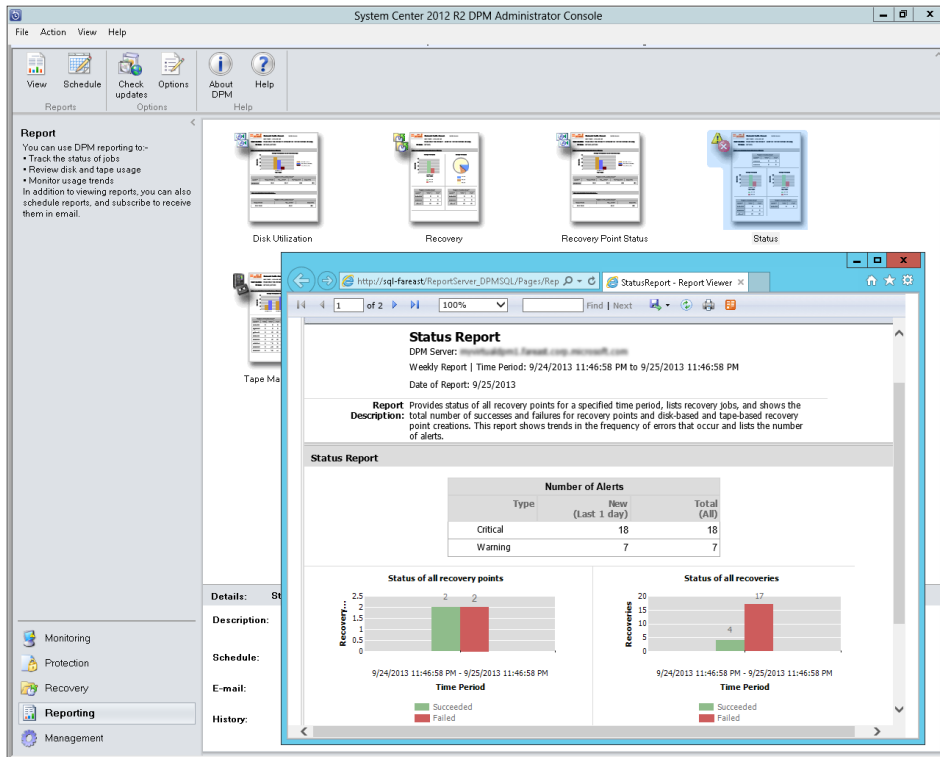 System Center 2012 R2 DPM Administrator Console
File Action View Help
View Schedule Check updates Options About DPM Help
Reports Options Help
Report
You can use DPM reporting to:-
• Track the status of jobs
• Review disk and tape usage
• Monitor usage trends
In addition to viewing reports, you can also
schedule reports, and subscribe to receive
them in email.
Disk Utilization
Recovery
Recovery Point Status
Status
Tape Ma
http://sql-fareast/ReportServer_DPMSQL/Pages/Rep
StatusReport - Report Viewer
1 of 2 100% Find | Next
Status Report
DPM Server:
Weekly Report | Time Period: 9/24/2013 11:46:58 PM to 9/25/2013 11:46:58 PM
Date of Report: 9/25/2013
Report Description: Provides status of all recovery points for a specified time period, lists recovery jobs, and shows the
total number of successes and failures for recovery points and disk-based and tape-based recovery
point creations. This report shows trends in the frequency of errors that occur and lists the number
of alerts.
Status Report
Number of Alerts
Type New (Last 1 day) Total (All)
Critical 18 18
Warning 7 7
Status of all recovery points
Recovery...
2.5
2
1.5
1
0.5
0
2 2
9/24/2013 11:46:58 PM - 9/25/2013 11:46:58 PM
Time Period
Succeeded
Failed
Status of all recoveries
Recoveries
20
15
10
5
0
4 17
9/24/2013 11:46:58 PM - 9/25/2013 11:46:58 PM
Time Period
Succeeded
Failed
Details: St
Description:
Schedule:
E-mail:
History:
Monitoring
Protection
Recovery
Reporting
Management